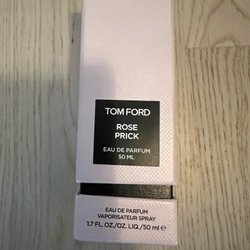 TOM FORD
ROSE
PRICK
EAU DE PARFUM
50 ML
EAU DE PARFUM
VAPORISATEUR SPRAY
1.7 FL.OZ./OZ. LIQ./50 ml ℮